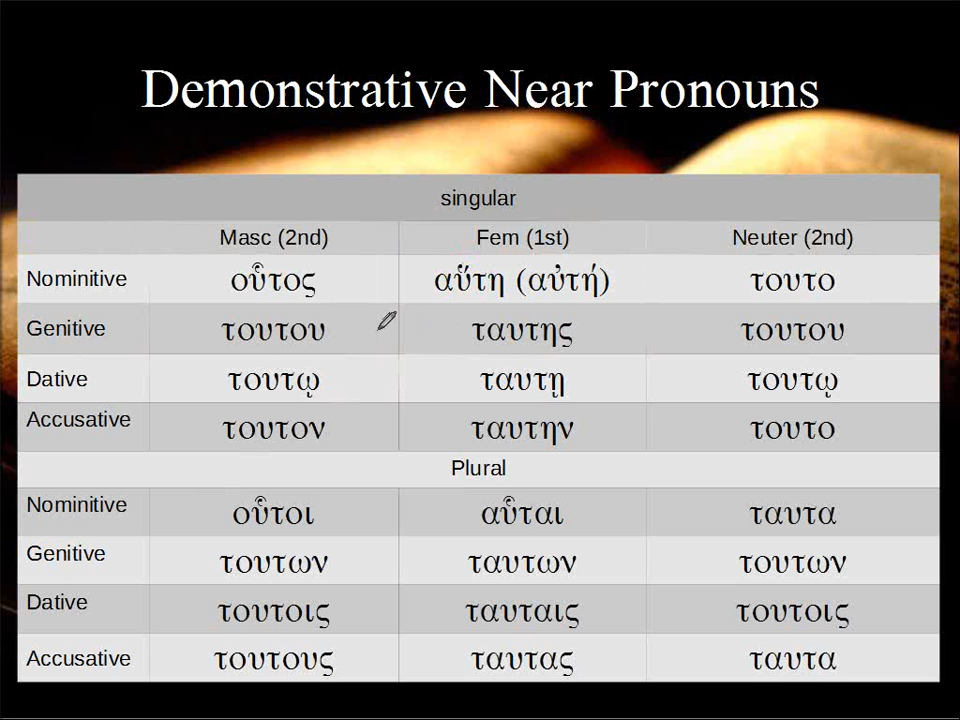 Demonstrative Near Pronouns
singular
Masc (2nd) Fem (1st) Neuter (2nd)
Nominitive οὗτος αὕτη (αὐτή) τουτο
Genitive τουτου ταυτης τουτου
Dative τουτῳ ταυτῃ τουτῳ
Accusative τουτον ταυτην τουτο
Plural
Nominitive οὗτοι αὗται ταυτα
Genitive τουτων ταυτων τουτων
Dative τουτοις ταυταις τουτοις
Accusative τουτους ταυτας ταυτα